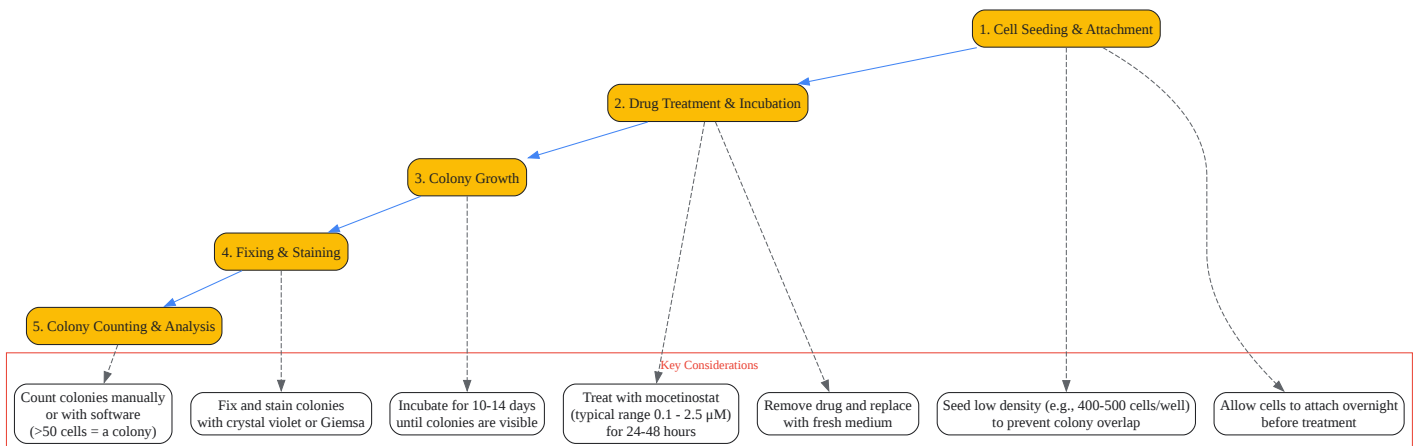 1. Cell Seeding & Attachment
2. Drug Treatment & Incubation
3. Colony Growth
4. Fixing & Staining
5. Colony Counting & Analysis
Key Considerations
Count colonies manually
or with software
(>50 cells = a colony)
Fix and stain colonies
with crystal violet or Giemsa
Incubate for 10-14 days
until colonies are visible
Treat with mocetinostat
(typical range 0.1 - 2.5 μM)
for 24-48 hours
Remove drug and replace
with fresh medium
Seed low density (e.g., 400-500 cells/well)
to prevent colony overlap
Allow cells to attach overnight
before treatment